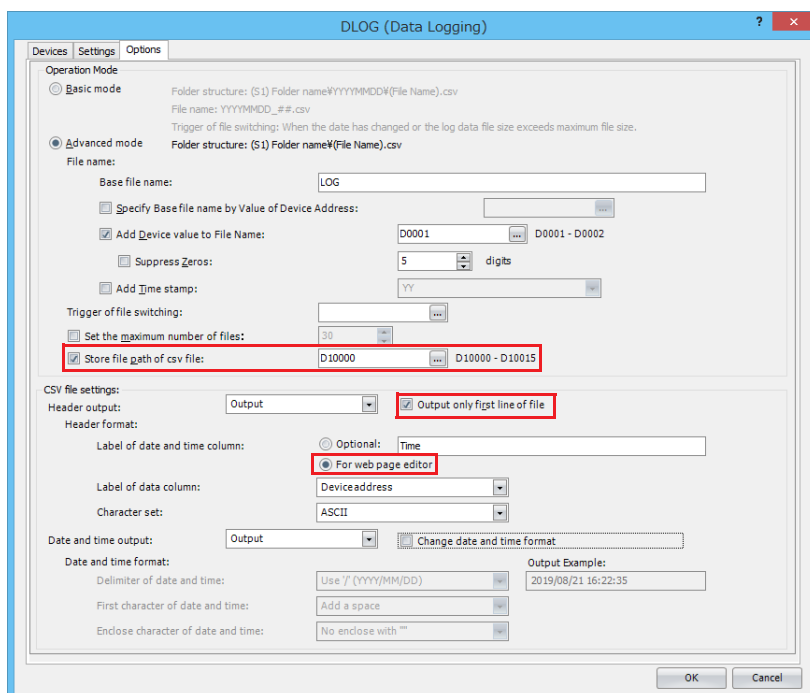 DLOG (Data Logging)
?
Devices Settings Options
Operation Mode
Basic mode Folder structure: (S1) Folder name¥YYYYMMDD¥(File Name).csv
File name: YYYYMMDD_##.csv
Trigger of file switching: When the date has changed or the log data file size exceeds maximum file size.
Advanced mode Folder structure: (S1) Folder name¥(File Name).csv
File name:
Base file name: LOG
Specify Base file name by Value of Device Address: ...
Add Device value to File Name: D0001 ... D0001 - D0002
Suppress Zeros: 5 digits
Add Time stamp: YY
Trigger of file switching: ...
Set the maximum number of files: 30
Store file path of csv file: D10000 ... D10000 - D10015
CSV file settings:
Header output: Output Output only first line of file
Header format:
Label of date and time column: Optional: Time
For web page editor
Label of data column: Device address
Character set: ASCII
Date and time output: Output Change date and time format
Date and time format: Output Example:
Delimiter of date and time: Use '/' (YYYY/MM/DD) 2019/08/21 16:22:35
First character of date and time: Add a space
Enclose character of date and time: No enclose with ""
OK Cancel